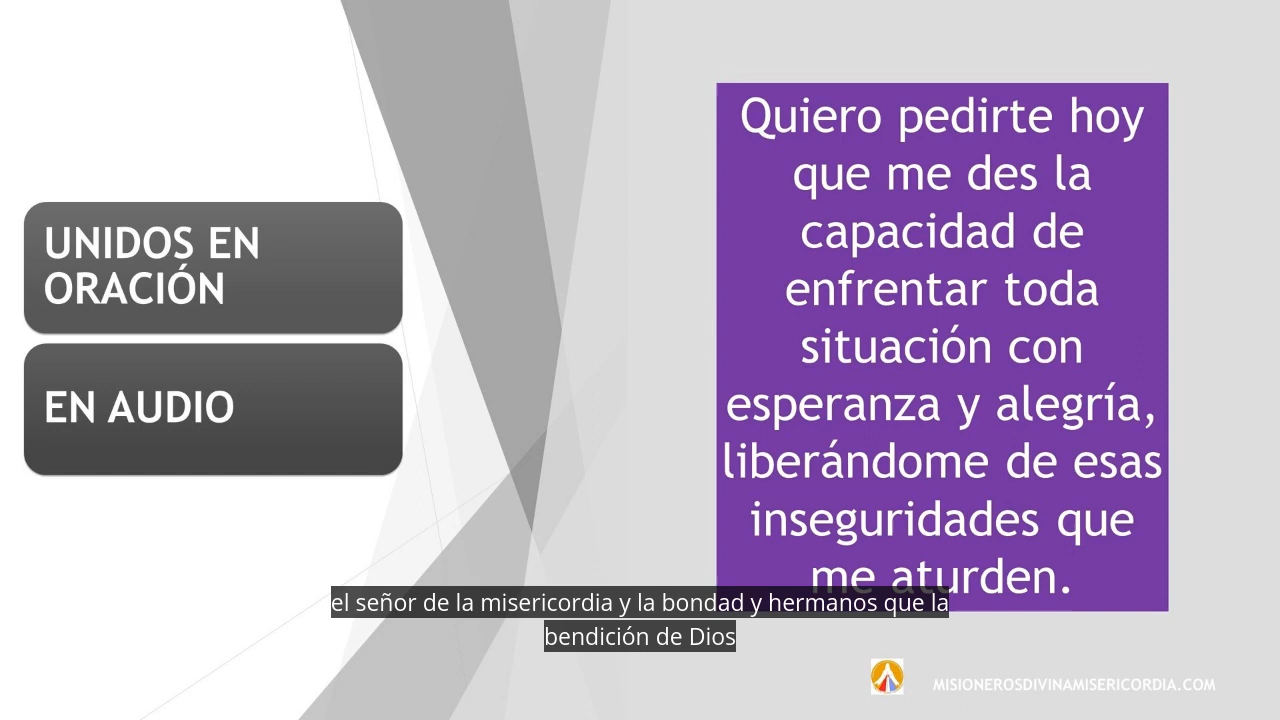 UNIDOS EN
ORACIÓN
EN AUDIO
Quiero pedirte hoy
que me des la
capacidad de
enfrentar toda
situación con
esperanza y alegría,
liberándome de esas
inseguridades que
me aturden.
el señor de la misericordia y la bondad y hermanos que la
bendición de Dios
MISIONEROSDIVINAMISERICORDIA.COM